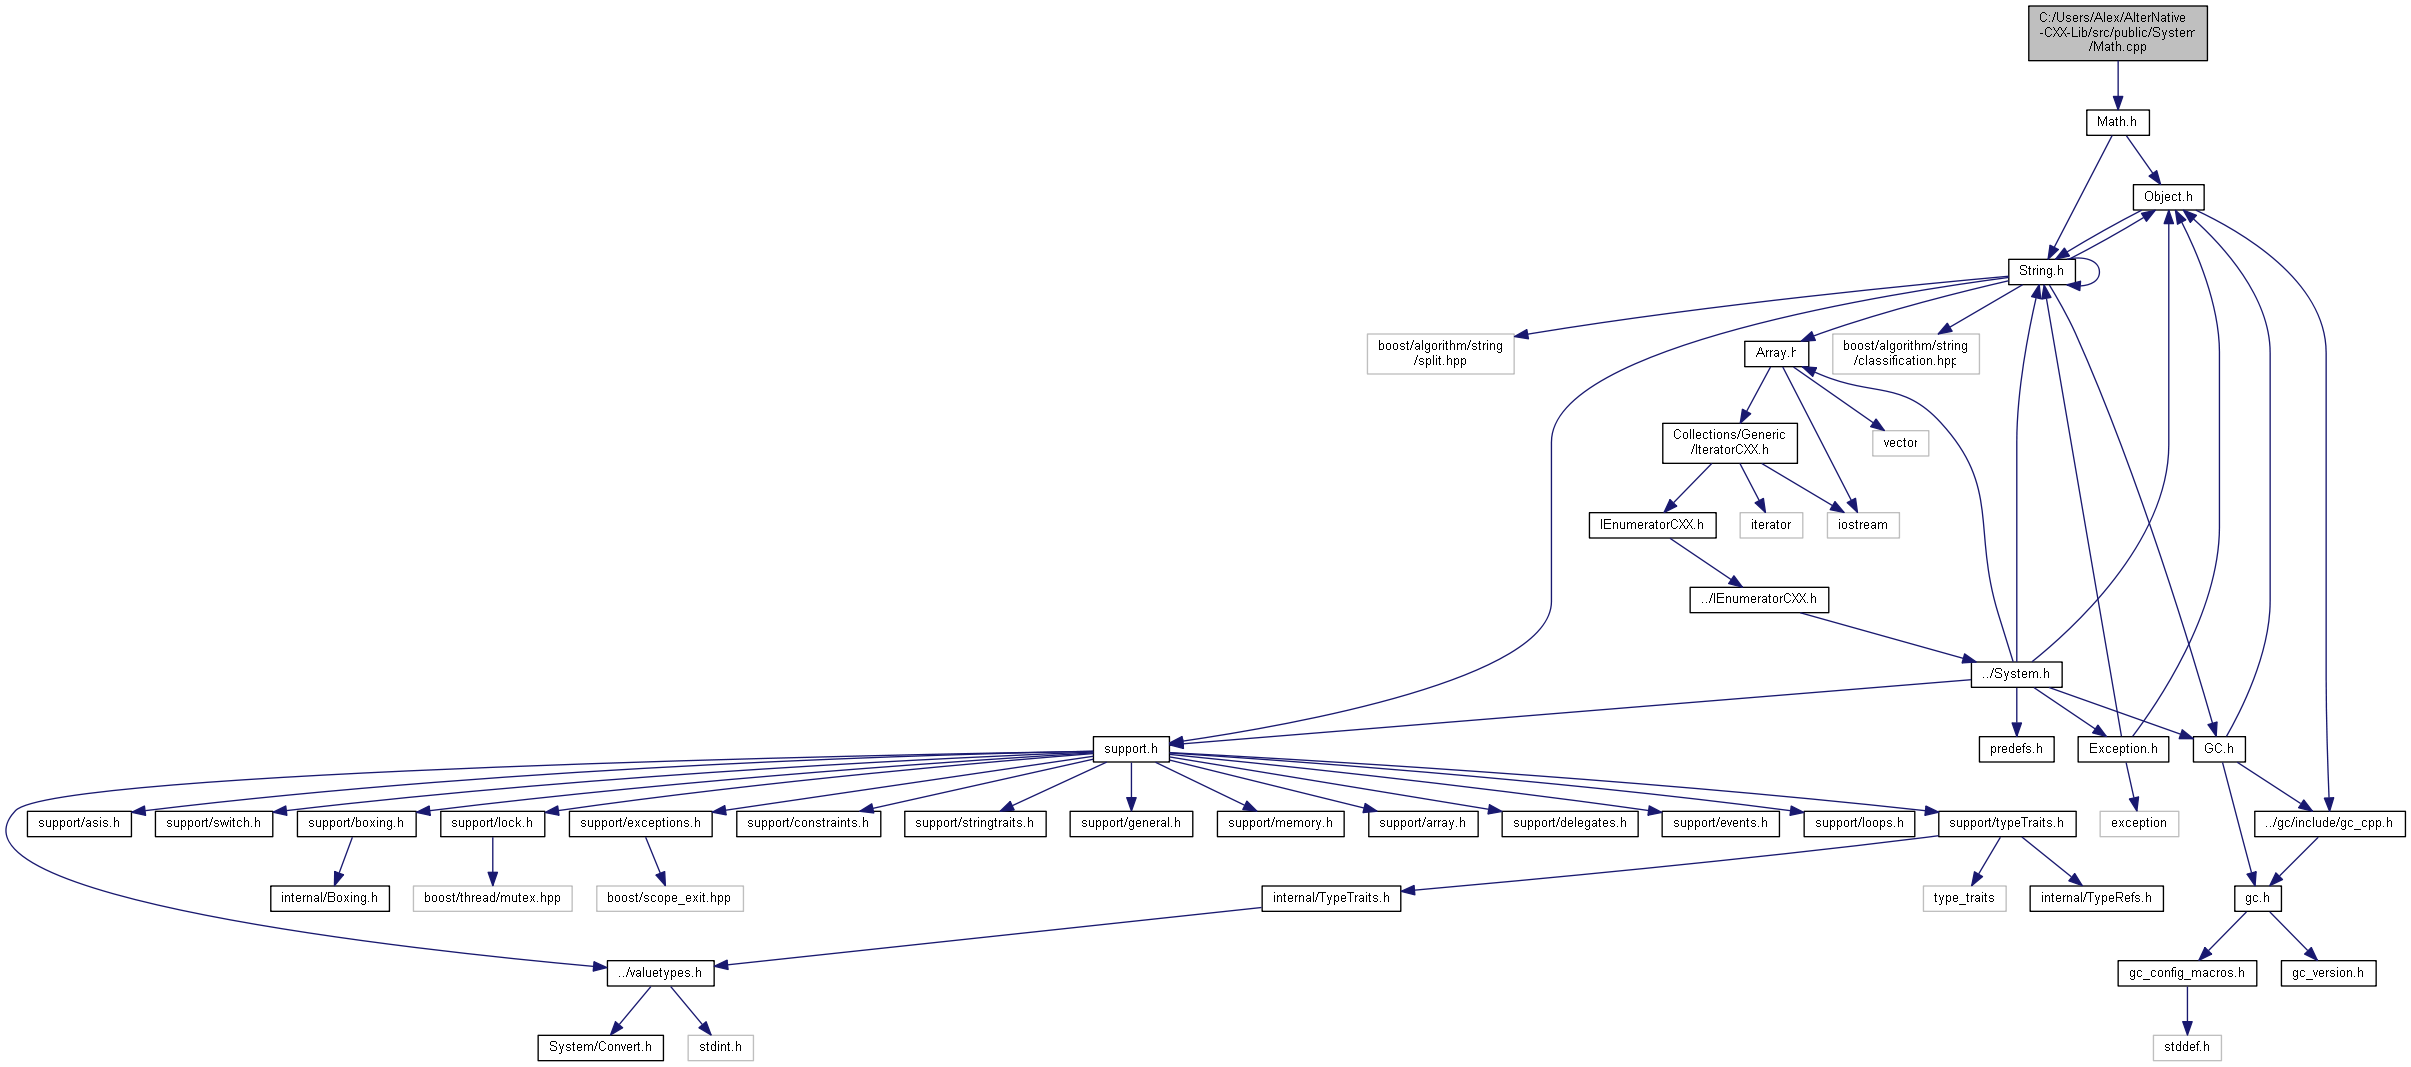 C:/Users/Alex/AlterNative
-CXX-Lib/src/public/System
/Math.cpp
Math.h
Object.h
String.h
boost/algorithm/string
/split.hpp
Array.h
boost/algorithm/string
/classification.hpp
Collections/Generic
/IteratorCXX.h
vector
IEnumeratorCXX.h
iterator
iostream
../IEnumeratorCXX.h
../System.h
support.h
predefs.h
Exception.h
GC.h
support/asis.h
support/switch.h
support/boxing.h
support/lock.h
support/exceptions.h
support/constraints.h
support/stringtraits.h
support/general.h
support/memory.h
support/array.h
support/delegates.h
support/events.h
support/loops.h
support/typeTraits.h
exception
../gc/include/gc_cpp.h
internal/Boxing.h
boost/thread/mutex.hpp
boost/scope_exit.hpp
internal/TypeTraits.h
type_traits
internal/TypeRefs.h
gc.h
../valuetypes.h
gc_config_macros.h
gc_version.h
System/Convert.h
stdint.h
stddef.h